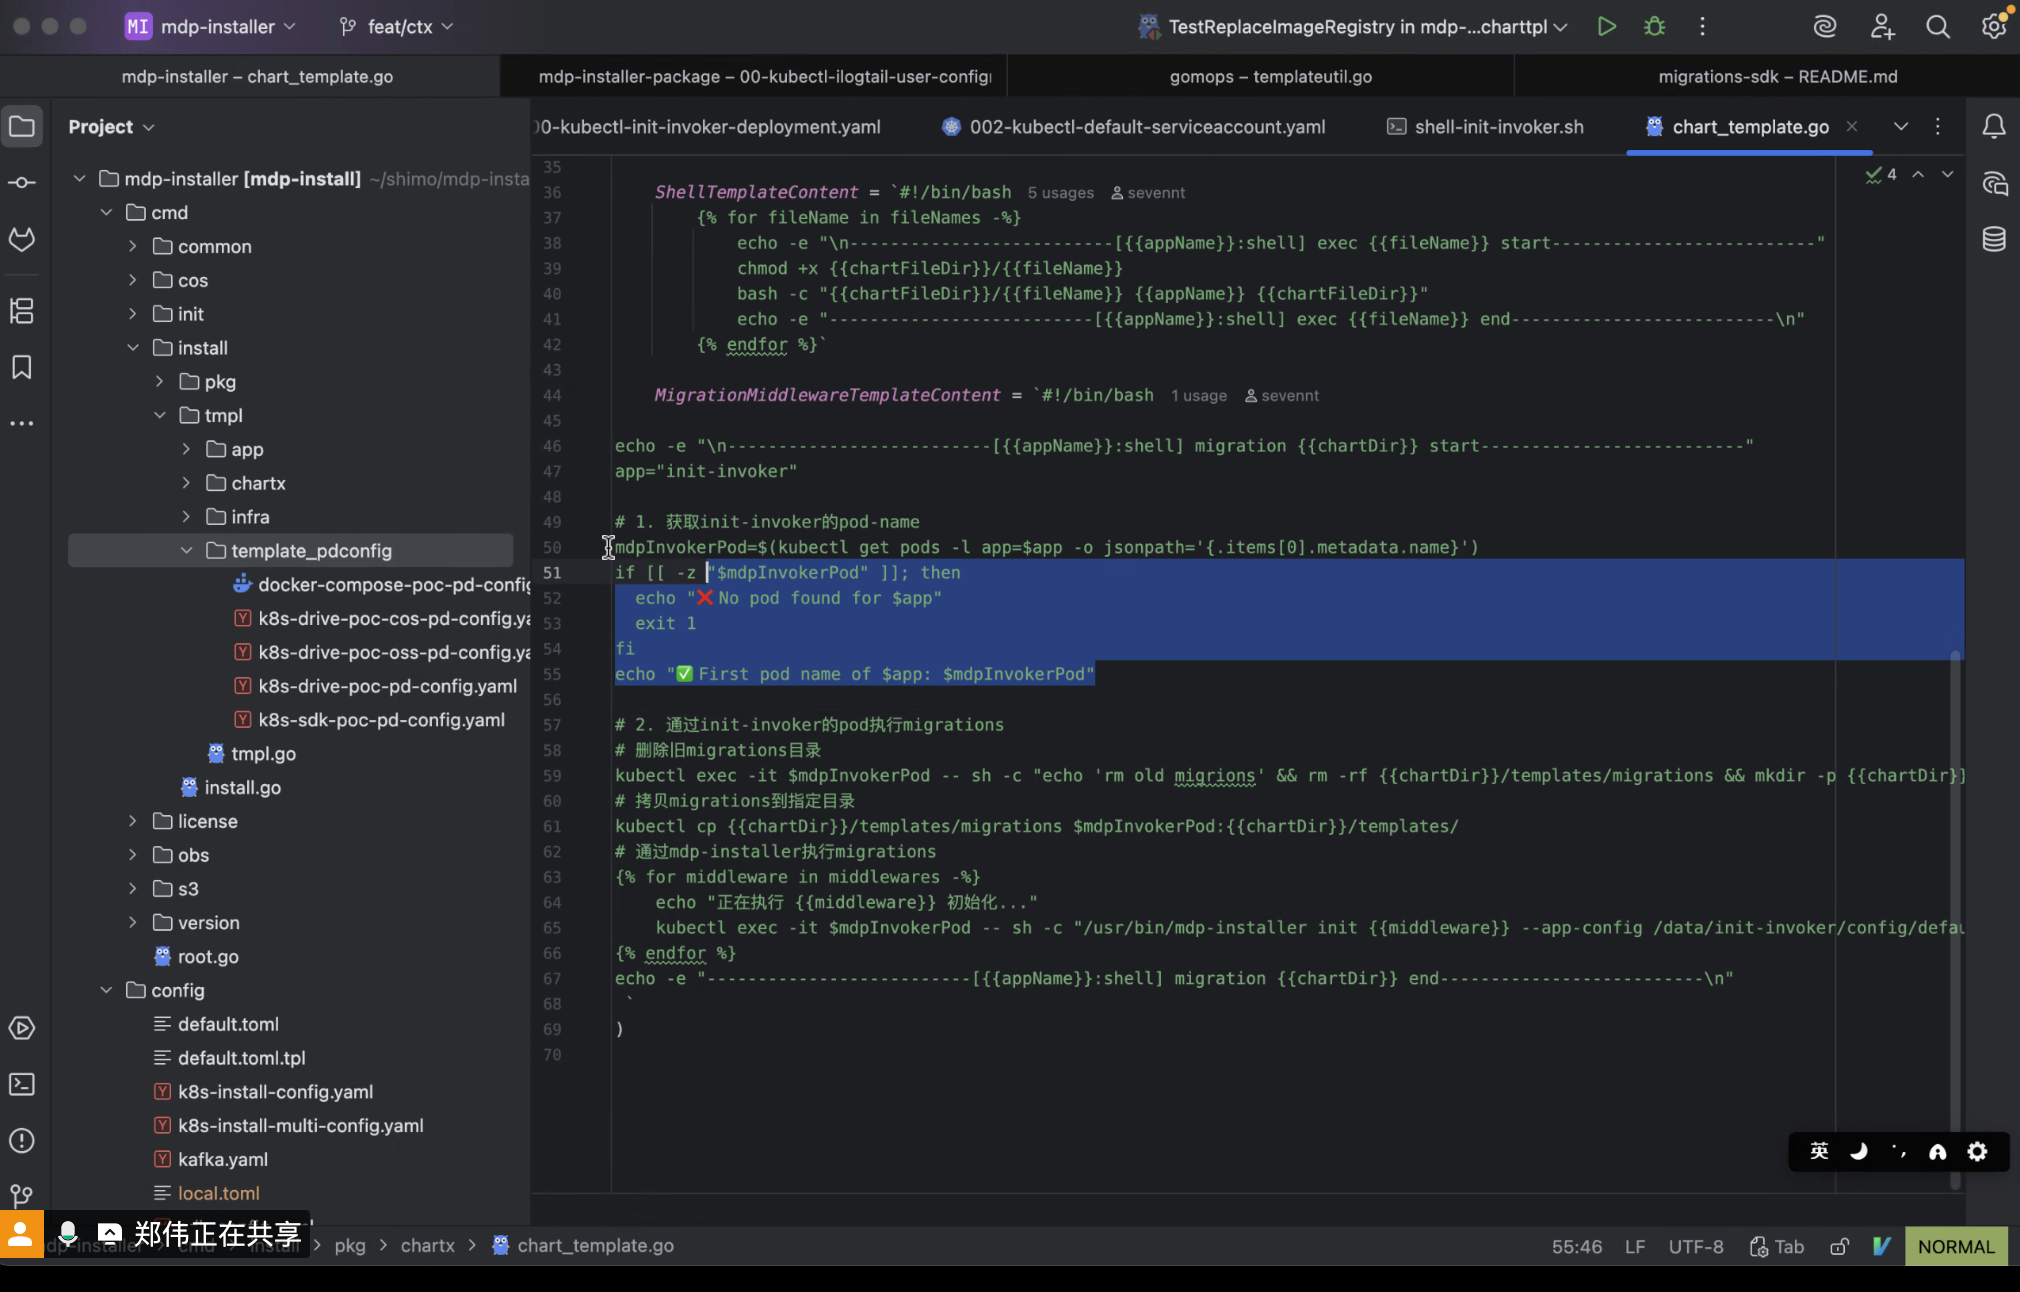 MI mdp-installer feat/ctx TestReplaceImageRegistry in mdp-...charttpl
mdp-installer – chart_template.go mdp-installer-package – 00-kubectl-ilogtail-user-config gomops – templateutil.go migrations-sdk – README.md
Project
00-kubectl-init-invoker-deployment.yaml 002-kubectl-default-serviceaccount.yaml shell-init-invoker.sh chart_template.go
mdp-installer [mdp-install] ~/shimo/mdp-insta
cmd
common
cos
init
install
pkg
tmpl
app
chartx
infra
template_pdconfig
docker-compose-poc-pd-config
k8s-drive-poc-cos-pd-config.ya
k8s-drive-poc-oss-pd-config.ya
k8s-drive-poc-pd-config.yaml
k8s-sdk-poc-pd-config.yaml
tmpl.go
install.go
license
obs
s3
version
root.go
config
default.toml
default.toml.tpl
k8s-install-config.yaml
k8s-install-multi-config.yaml
kafka.yaml
local.toml
4
35
36 ShellTemplateContent = `#!/bin/bash 5 usages sevennt
37 {% for fileName in fileNames -%}
38 echo -e "\n--------------------------[{{appName}}:shell] exec {{fileName}} start--------------------------"
39 chmod +x {{chartFileDir}}/{{fileName}}
40 bash -c "{{chartFileDir}}/{{fileName}} {{appName}} {{chartFileDir}}"
41 echo -e "--------------------------[{{appName}}:shell] exec {{fileName}} end--------------------------\n"
42 {% endfor %}`
43
44 MigrationMiddlewareTemplateContent = `#!/bin/bash 1 usage sevennt
45
46 echo -e "\n--------------------------[{{appName}}:shell] migration {{chartDir}} start--------------------------"
47 app="init-invoker"
48
49 # 1. 获取init-invoker的pod-name
50 mdpInvokerPod=$(kubectl get pods -l app=$app -o jsonpath='{.items[0].metadata.name}')
51 if [[ -z "$mdpInvokerPod" ]]; then
52 echo "❌ No pod found for $app"
53 exit 1
54 fi
55 echo "✅ First pod name of $app: $mdpInvokerPod"
56
57 # 2. 通过init-invoker的pod执行migrations
58 # 删除旧migrations目录
59 kubectl exec -it $mdpInvokerPod -- sh -c "echo 'rm old migrions' && rm -rf {{chartDir}}/templates/migrations && mkdir -p {{chartDir}}
60 # 拷贝migrations到指定目录
61 kubectl cp {{chartDir}}/templates/migrations $mdpInvokerPod:{{chartDir}}/templates/
62 # 通过mdp-installer执行migrations
63 {% for middleware in middlewares -%}
64 echo "正在执行 {{middleware}} 初始化..."
65 kubectl exec -it $mdpInvokerPod -- sh -c "/usr/bin/mdp-installer init {{middleware}} --app-config /data/init-invoker/config/defau
66 {% endfor %}
67 echo -e "--------------------------[{{appName}}:shell] migration {{chartDir}} end--------------------------\n"
68 `
69 )
70
英
郑伟正在共享
pkg chartx chart_template.go 55:46 LF UTF-8 Tab NORMAL